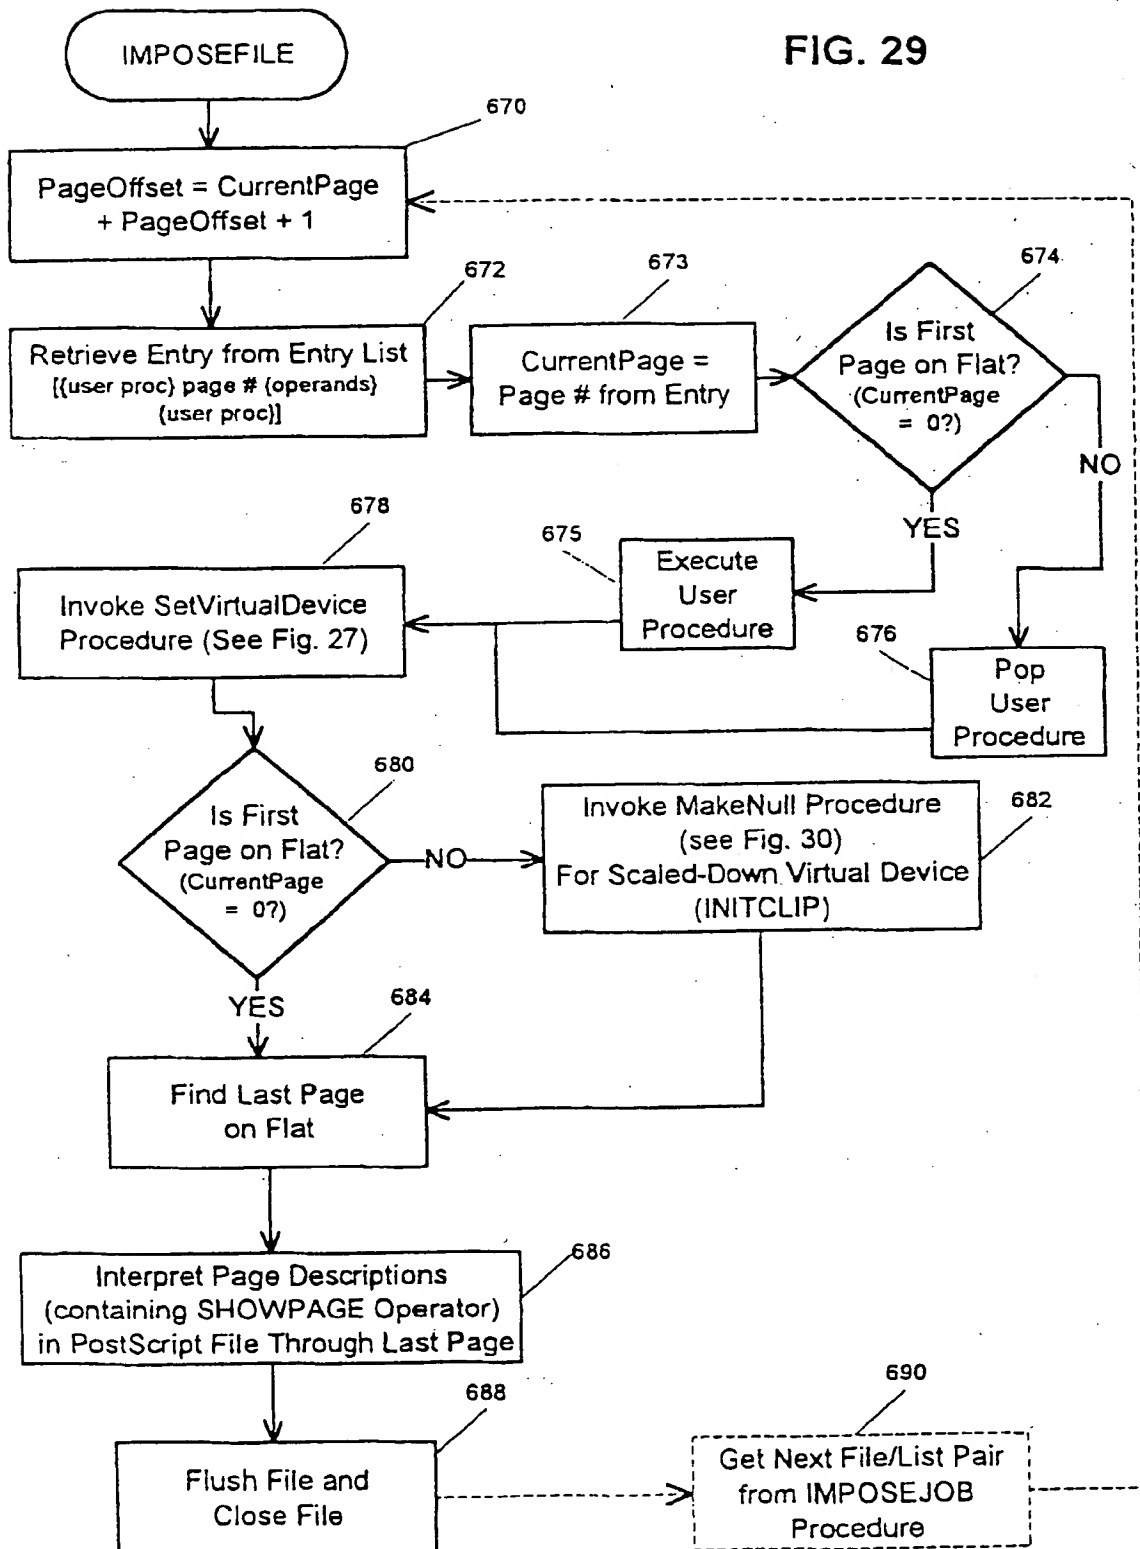 FIG. 29
IMPOSEFILE
670
PageOffset = CurrentPage
+ PageOffset + 1
672
Retrieve Entry from Entry List
[{user proc} page # {operands}
{user proc}]
673
CurrentPage =
Page # from Entry
674
Is First
Page on Flat?
(CurrentPage
= 0?)
NO
YES
675
Execute
User
Procedure
676
Pop
User
Procedure
678
Invoke SetVirtualDevice
Procedure (See Fig. 27)
680
Is First
Page on Flat?
(CurrentPage
= 0?)
NO
682
Invoke MakeNull Procedure
(see Fig. 30)
For Scaled-Down Virtual Device
(INITCLIP)
YES
684
Find Last Page
on Flat
686
Interpret Page Descriptions
(containing SHOWPAGE Operator)
in PostScript File Through Last Page
688
Flush File and
Close File
690
Get Next File/List Pair
from IMPOSEJOB
Procedure